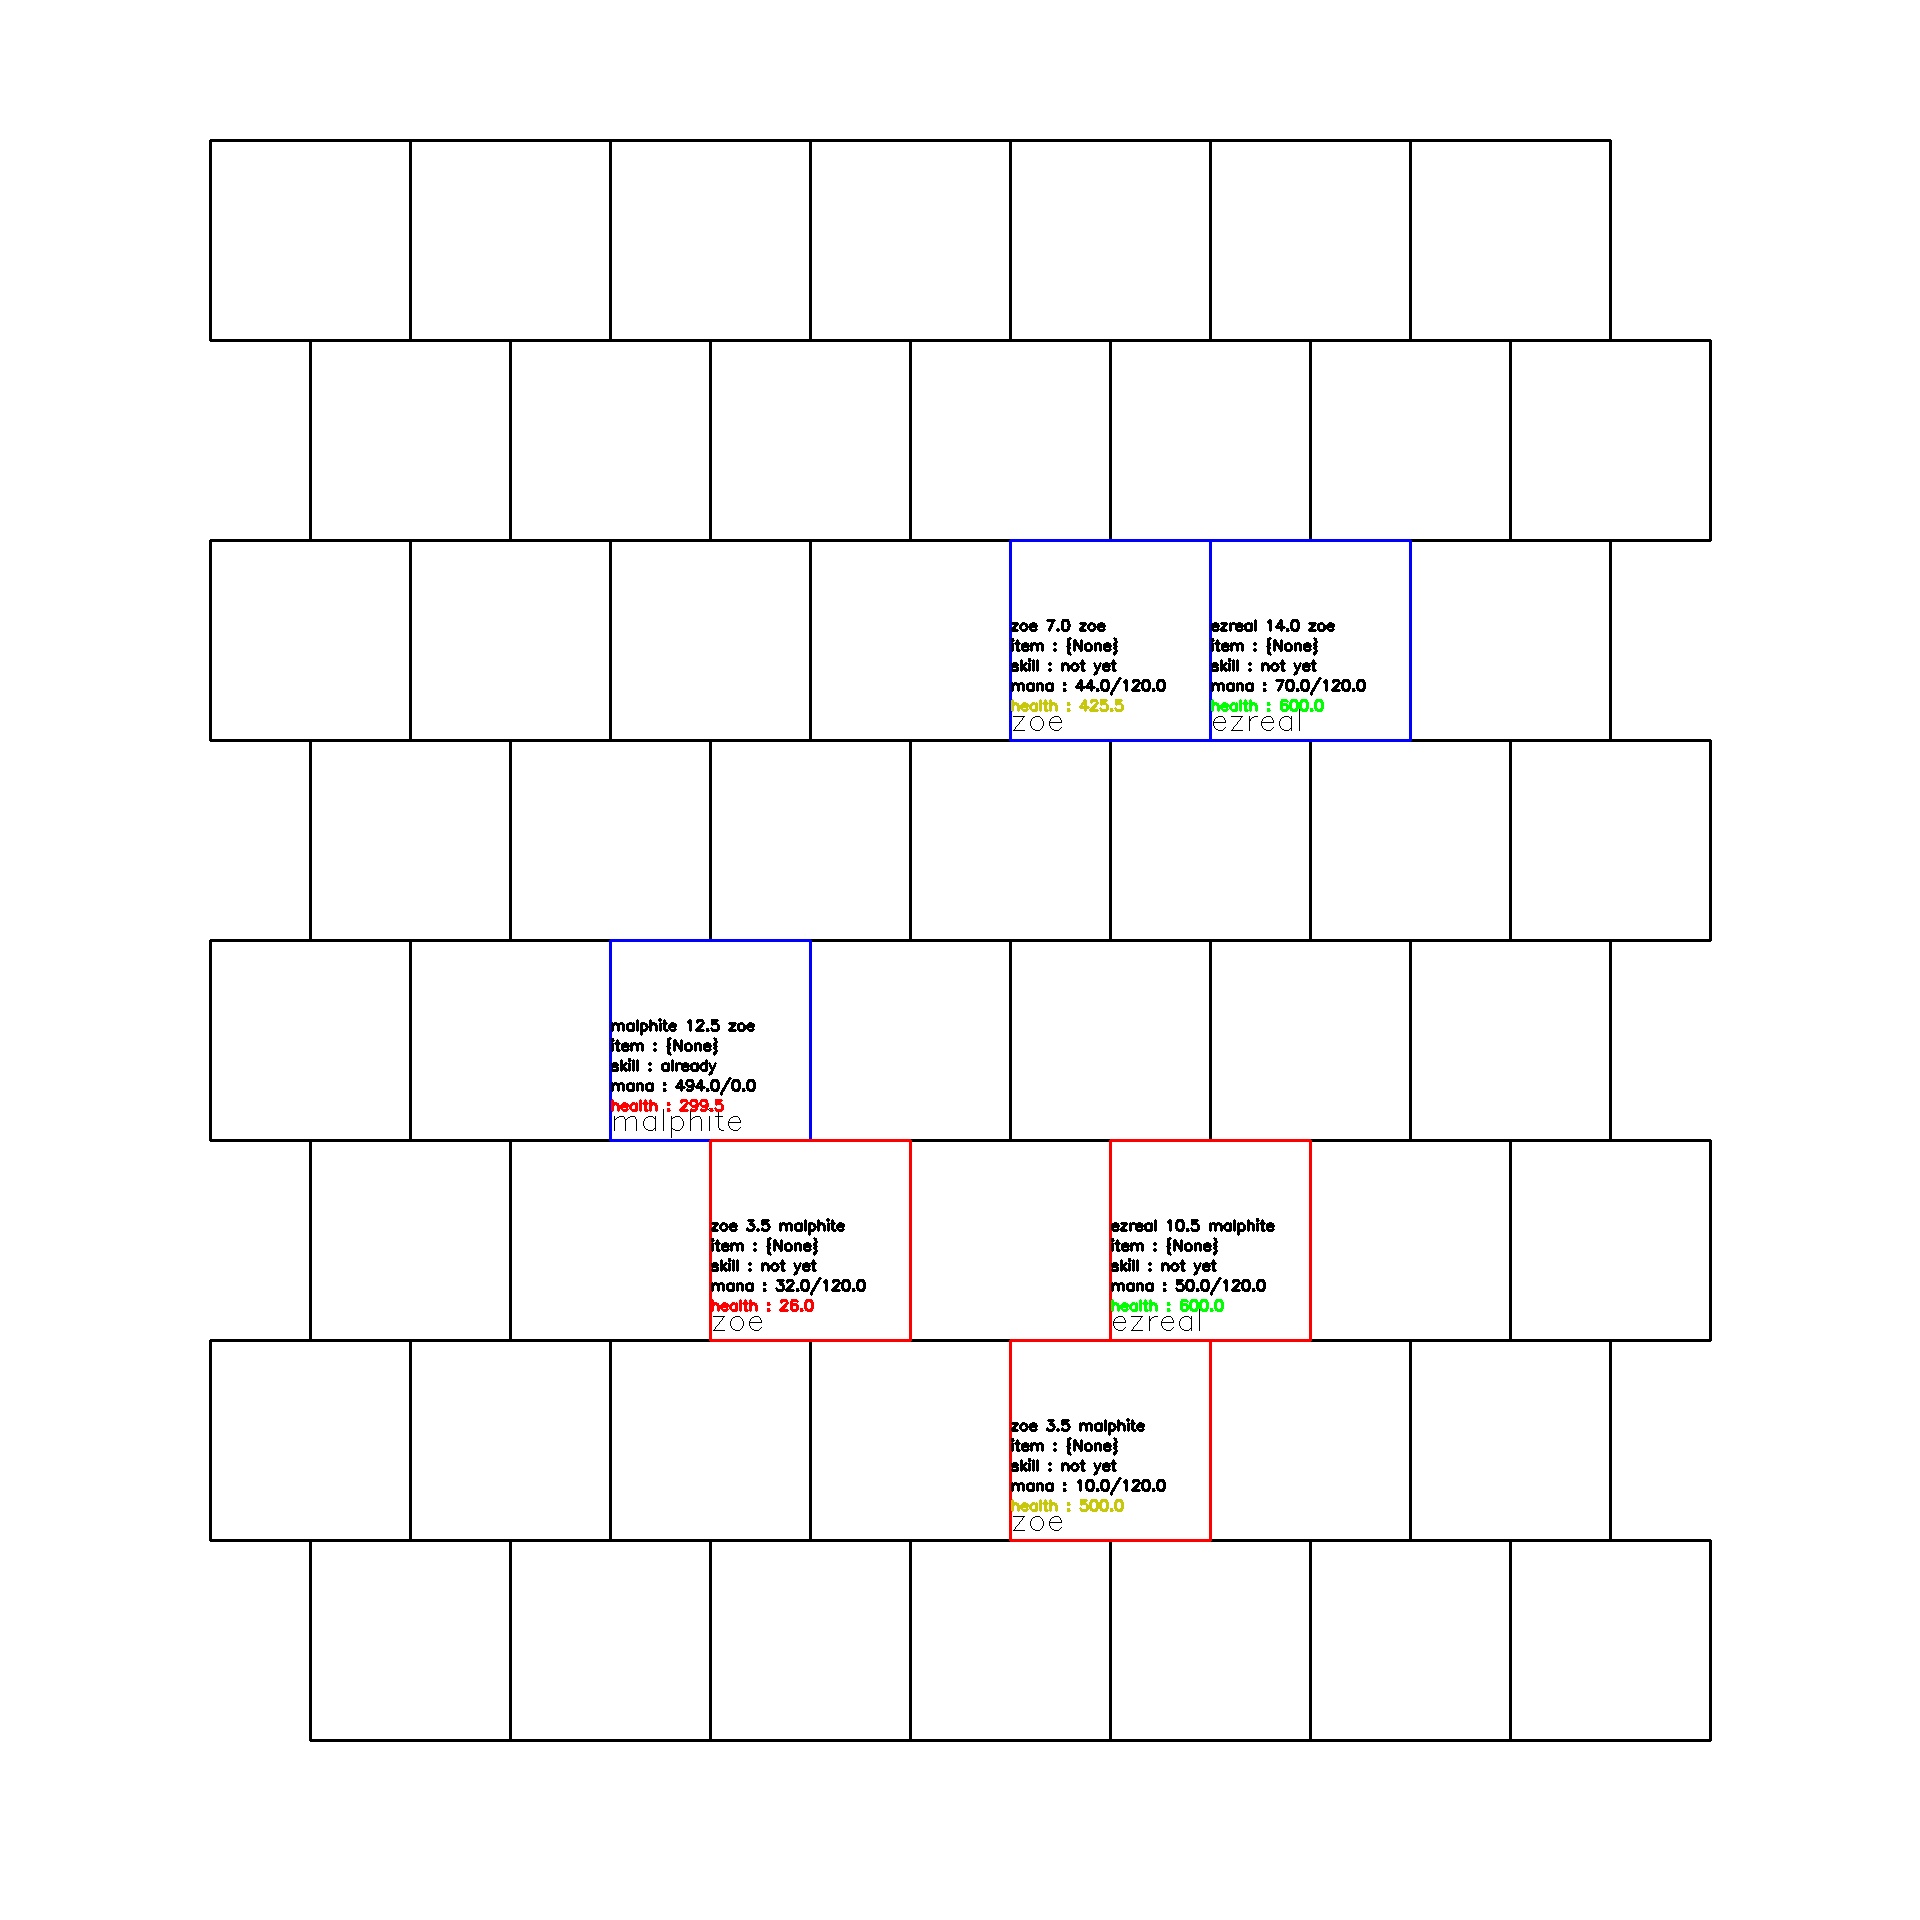 zoe 7.0 zoe
item : {None}
skill : not yet
mana : 44.0/120.0
health : 425.5
zoe
ezreal 14.0 zoe
item : {None}
skill : not yet
mana : 70.0/120.0
health : 600.0
ezreal
malphite 12.5 zoe
item : {None}
skill : already
mana : 494.0/0.0
health : 299.5
malphite
zoe 3.5 malphite
item : {None}
skill : not yet
mana : 32.0/120.0
health : 26.0
zoe
ezreal 10.5 malphite
item : {None}
skill : not yet
mana : 50.0/120.0
health : 600.0
ezreal
zoe 3.5 malphite
item : {None}
skill : not yet
mana : 10.0/120.0
health : 500.0
zoe